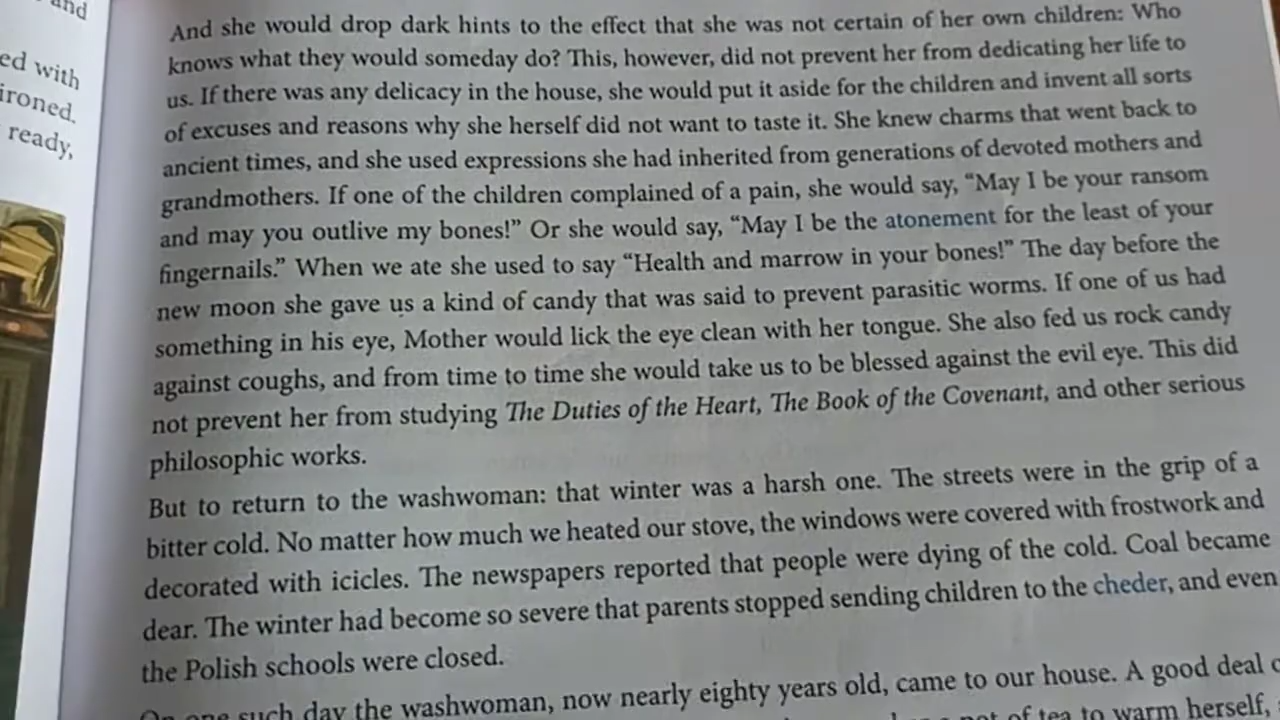 and
ed with
ironed.
ready,
And she would drop dark hints to the effect that she was not certain of her own children: Who
knows what they would someday do? This, however, did not prevent her from dedicating her life to
us. If there was any delicacy in the house, she would put it aside for the children and invent all sorts
of excuses and reasons why she herself did not want to taste it. She knew charms that went back to
ancient times, and she used expressions she had inherited from generations of devoted mothers and
grandmothers. If one of the children complained of a pain, she would say, “May I be your ransom
and may you outlive my bones!” Or she would say, “May I be the atonement for the least of your
fingernails.” When we ate she used to say “Health and marrow in your bones!” The day before the
new moon she gave us a kind of candy that was said to prevent parasitic worms. If one of us had
something in his eye, Mother would lick the eye clean with her tongue. She also fed us rock candy
against coughs, and from time to time she would take us to be blessed against the evil eye. This did
not prevent her from studying The Duties of the Heart, The Book of the Covenant, and other serious
philosophic works.
But to return to the washwoman: that winter was a harsh one. The streets were in the grip of a
bitter cold. No matter how much we heated our stove, the windows were covered with frostwork and
decorated with icicles. The newspapers reported that people were dying of the cold. Coal became
dear. The winter had become so severe that parents stopped sending children to the cheder, and even
the Polish schools were closed.
On one such day the washwoman, now nearly eighty years old, came to our house. A good deal
pot of tea to warm herself,